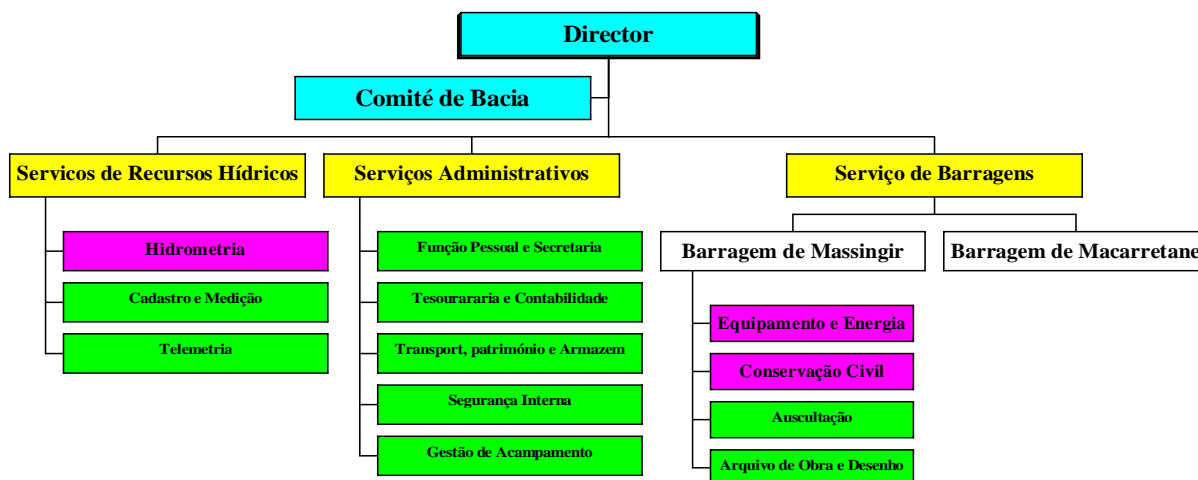 Director
Comité de Bacia
Servicos de Recursos Hídricos
Serviços Administrativos
Serviço de Barragens
Hidrometria
Cadastro e Medição
Telemetria
Função Pessoal e Secretaria
Tesourararia e Contabilidade
Transport, património e Armazem
Segurança Interna
Gestão de Acampamento
Barragem de Massingir
Barragem de Macarretane
Equipamento e Energia
Conservação Civil
Auscultação
Arquivo de Obra e Desenho